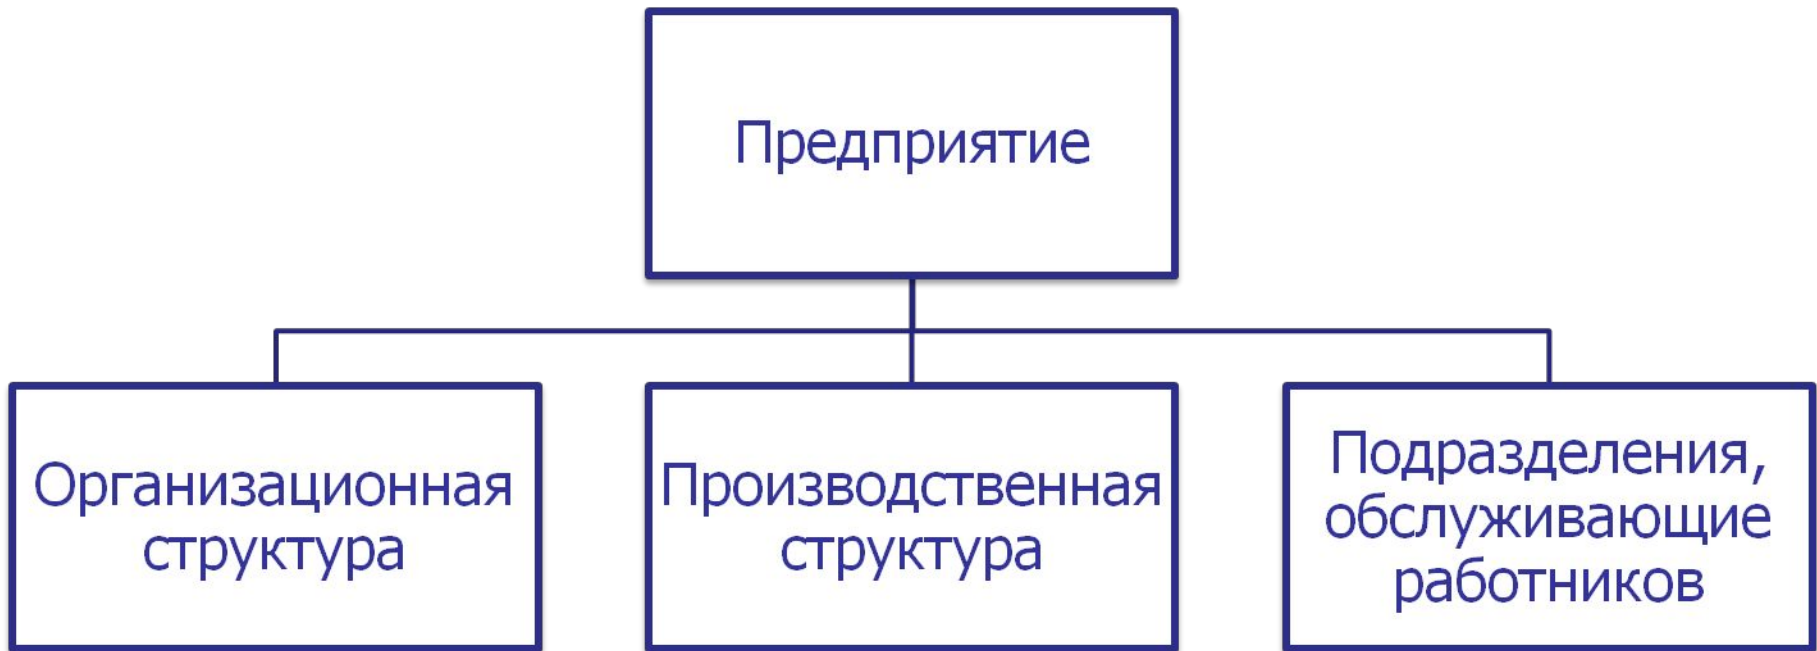 Предприятие
Организационная
структура
Производственная
структура
Подразделения,
обслуживающие
работников